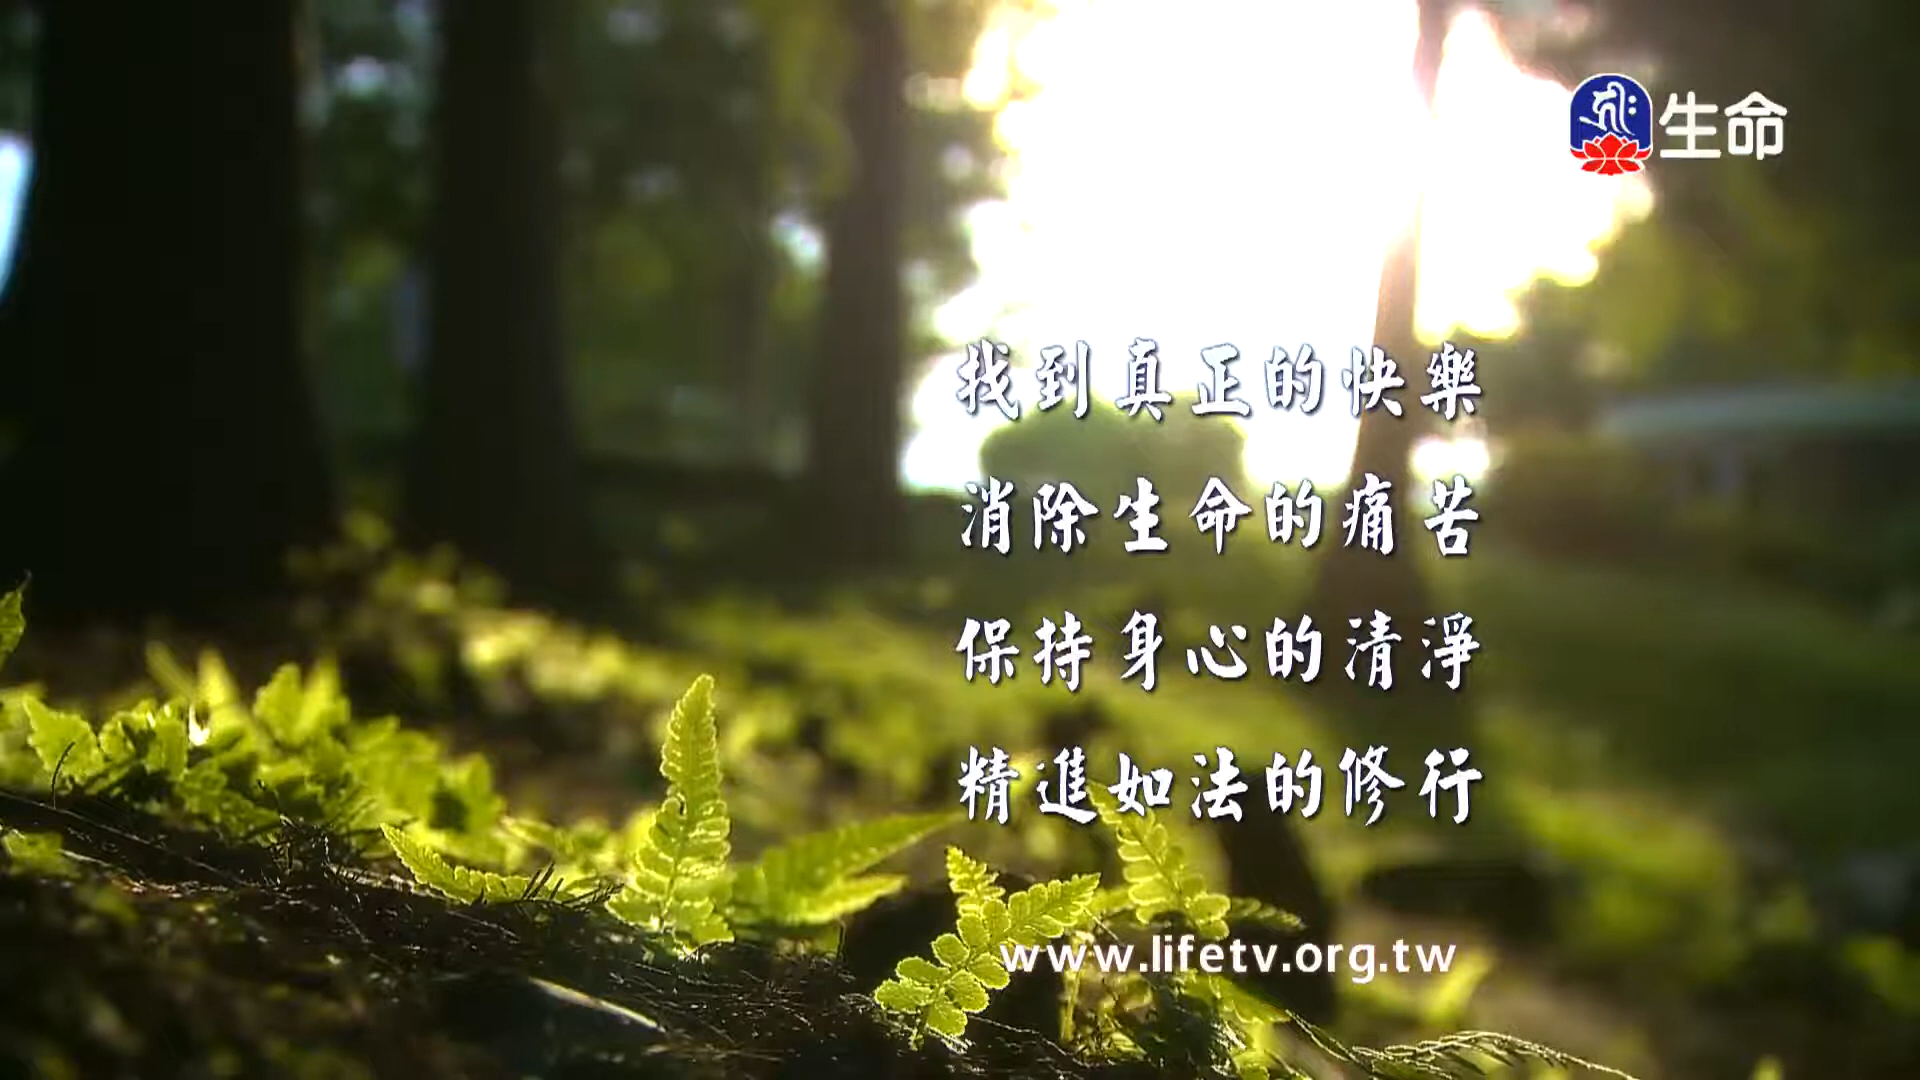 生命
找到真正的快樂
消除生命的痛苦
保持身心的清淨
精進如法的修行
www.lifetv.org.tw